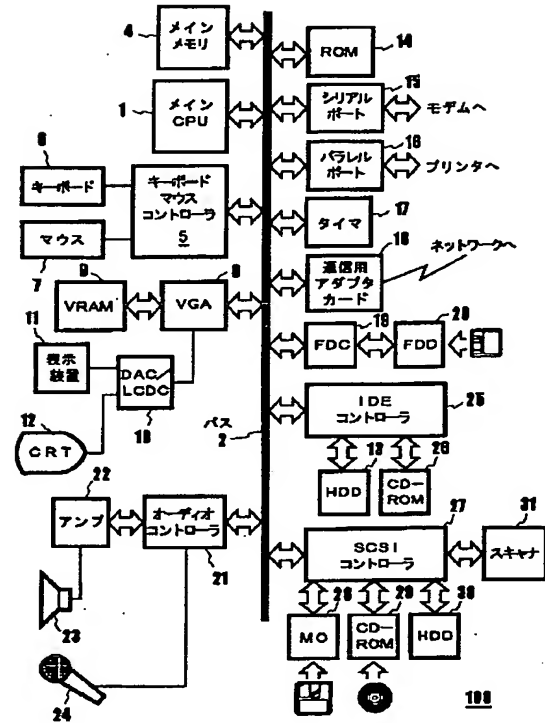 4
メイン
メモリ
1
メイン
CPU
6
キーボード
マウス
7
キーボード
マウス
コントローラ
5
9
VRAM
8
VGA
11
表示
装置
DAC/
LCDC
10
12
CRT
バス
2
22
アンプ
オーディオ
コントローラ
21
23
24
ROM
14
15
シリアル
ポート
モデムへ
16
パラレル
ポート
プリンタへ
タイマ
17
18
通信用
アダプタ
カード
ネットワークへ
19
FDC
20
FDD
IDE
コントローラ
25
13
HDD
26
CD-
ROM
27
SCSI
コントローラ
31
スキャナ
28
MO
29
CD-
ROM
30
HDD
100